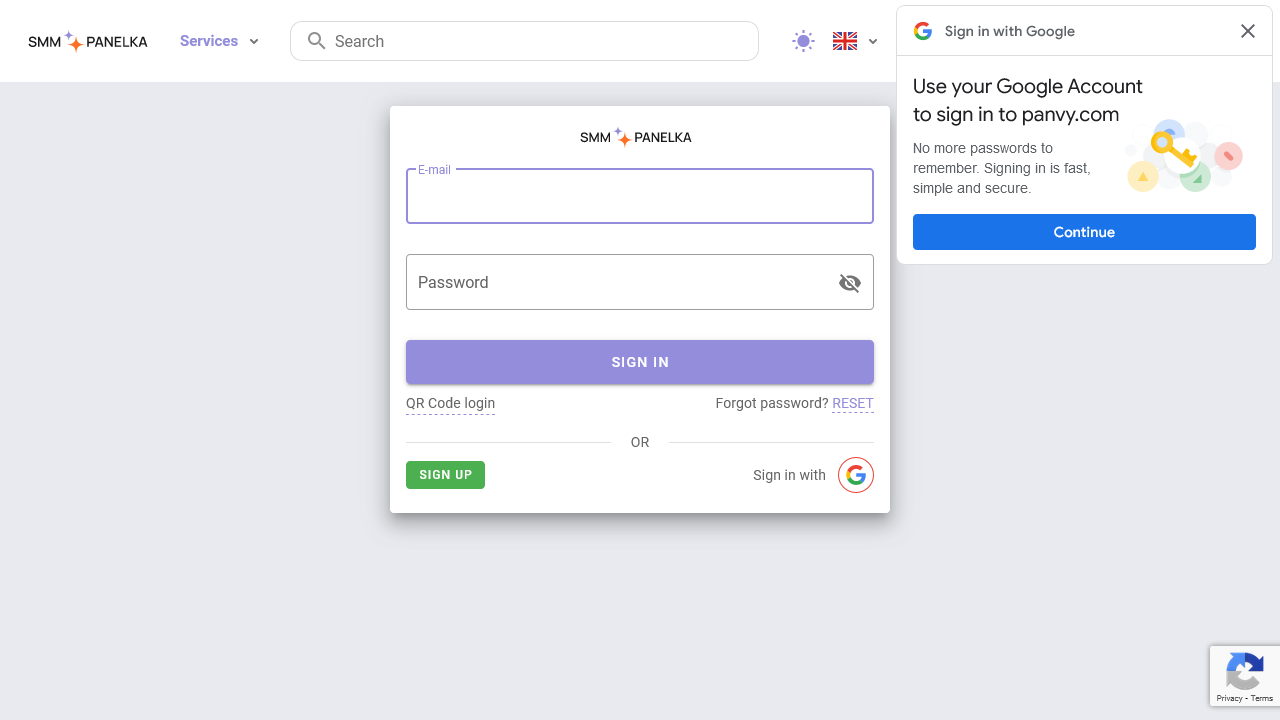 SMM PANELKA
Services
Search
Sign in with Google
Use your Google Account
to sign in to panvy.com
No more passwords to
remember. Signing in is fast,
simple and secure.
Continue
SMM PANELKA
E-mail
Password
SIGN IN
QR Code login
Forgot password? RESET
OR
SIGN UP
Sign in with
Privacy - Terms